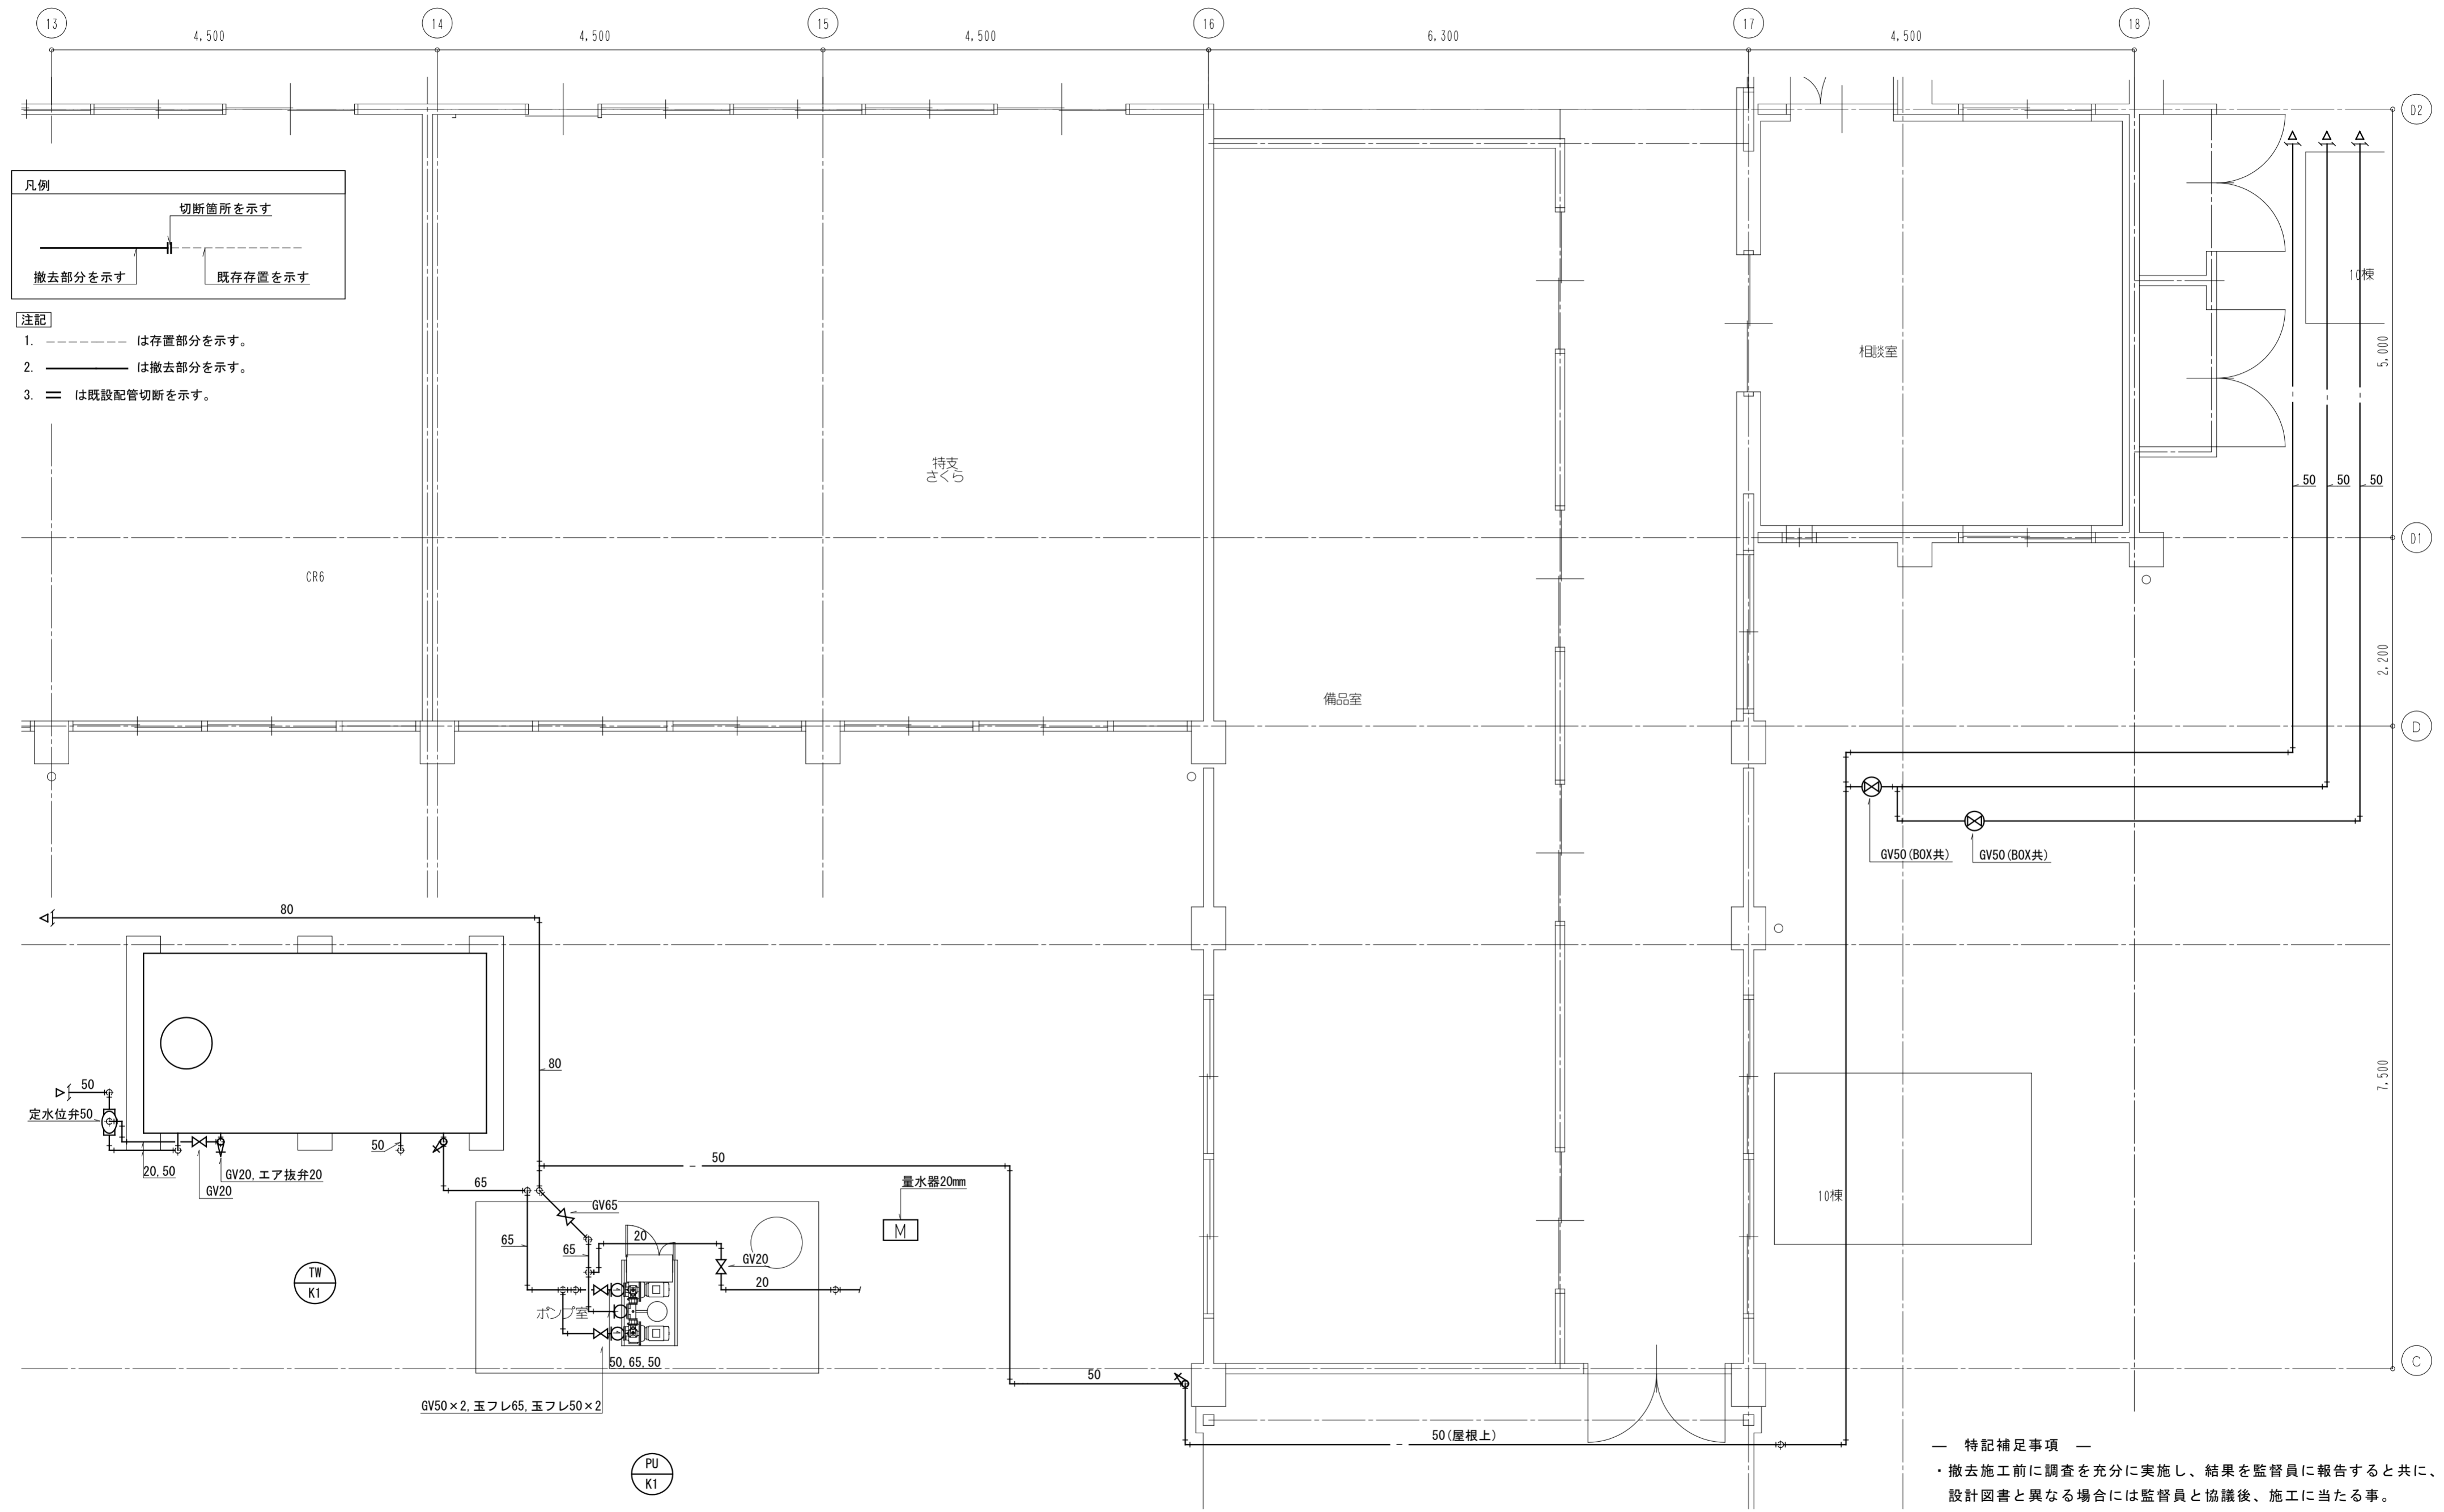 13
14
15
16
17
18
4,500
4,500
4,500
6,300
4,500
D2
凡例
切断箇所を示す
撤去部分を示す
既存存置を示す
注記
1. は存置部分を示す。
2. は撤去部分を示す。
3. は既設配管切断を示す。
10棟
5,000
相談室
特支
さくら
50
50
50
D1
CR6
2,200
備品室
D
GV50(BOX共)
GV50(BOX共)
80
80
7,500
50
定水位弁50
20,50
GV20
GV20,エア抜弁20
50
65
50
量水器20mm
M
GV65
65
65
20
GV20
20
10棟
TW
K1
ポンプ室
50,65,50
GV50×2,玉フレ65,玉フレ50×2
50
C
50(屋根上)
PU
K1
― 特記補足事項 ―
・撤去施工前に調査を充分に実施し、結果を監督員に報告すると共に、
設計図書と異なる場合には監督員と協議後、施工に当たる事。